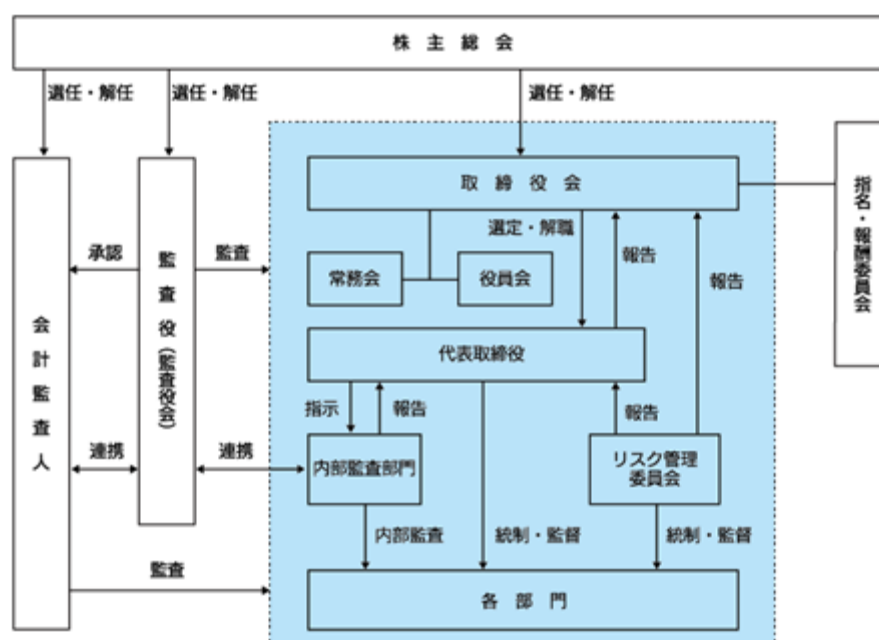 株主総会
選任・解任
選任・解任
選任・解任
取締役会
指名・報酬委員会
選定・解職
報告
報告
承認
監査
常務会
役員会
監査役(監査役会)
会計監査人
代表取締役
指示
報告
報告
連携
連携
内部監査部門
リスク管理
委員会
内部監査
統制・監督
統制・監督
監査
各部門